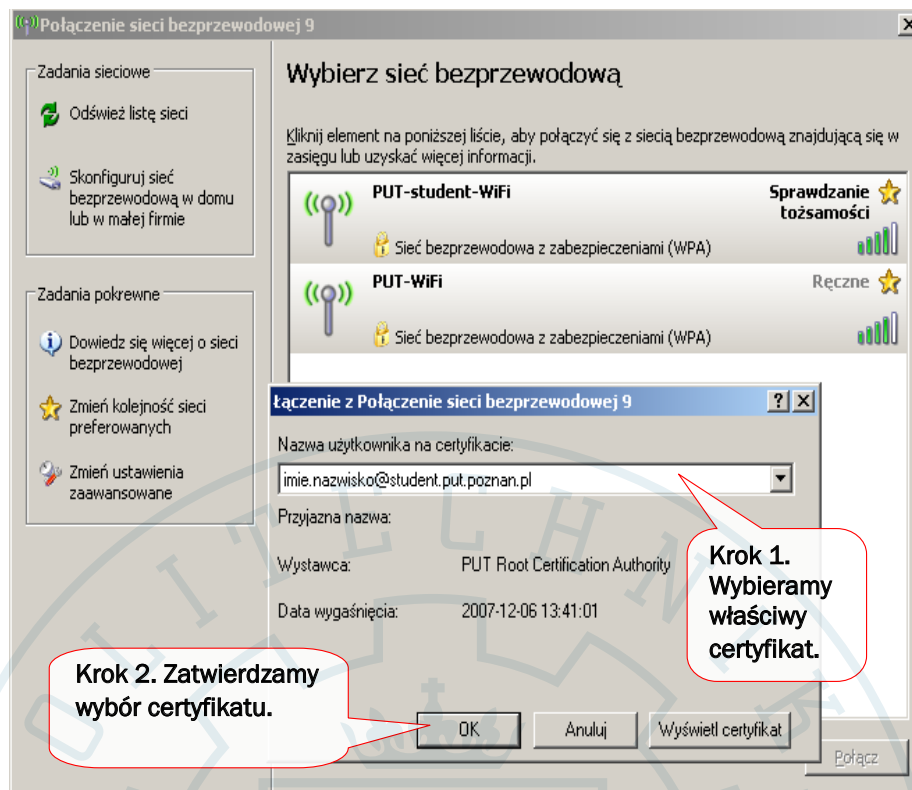 Połączenie sieci bezprzewodowej 9
Zadania sieciowe
Odśwież listę sieci
Skonfiguruj sieć
bezprzewodową w domu
lub w małej firmie
Zadania pokrewne
Dowiedz się więcej o sieci
bezprzewodowej
Zmień kolejność sieci
preferowanych
Zmień ustawienia
zaawansowane
Wybierz sieć bezprzewodową
Kliknij element na poniższej liście, aby połączyć się z siecią bezprzewodową znajdującą się w
zasięgu lub uzyskać więcej informacji.
PUT-student-WiFi
Sprawdzanie
tożsamości
Sieć bezprzewodowa z zabezpieczeniami (WPA)
PUT-WiFi
Ręczne
Sieć bezprzewodowa z zabezpieczeniami (WPA)
Łączenie z Połączenie sieci bezprzewodowej 9
Nazwa użytkownika na certyfikacie:
imie.nazwisko@student.put.poznan.pl
Przyjazna nazwa:
Wystawca: PUT Root Certification Authority
Data wygaśnięcia: 2007-12-06 13:41:01
Krok 1.
Wybieramy
właściwy
certyfikat.
Krok 2. Zatwierdzamy
wybór certyfikatu.
OK
Anuluj
Wyświetl certyfikat
Połącz